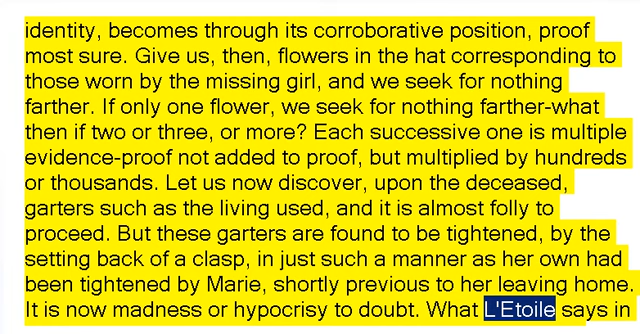 identity, becomes through its corroborative position, proof
most sure. Give us, then, flowers in the hat corresponding to
those worn by the missing girl, and we seek for nothing
farther. If only one flower, we seek for nothing farther-what
then if two or three, or more? Each successive one is multiple
evidence-proof not added to proof, but multiplied by hundreds
or thousands. Let us now discover, upon the deceased,
garters such as the living used, and it is almost folly to
proceed. But these garters are found to be tightened, by the
setting back of a clasp, in just such a manner as her own had
been tightened by Marie, shortly previous to her leaving home.
It is now madness or hypocrisy to doubt. What L'Etoile says in